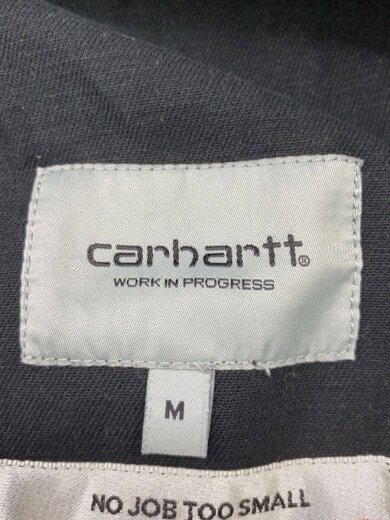 carhartt®
WORK IN PROGRESS
M
NO JOB TOO SMALL